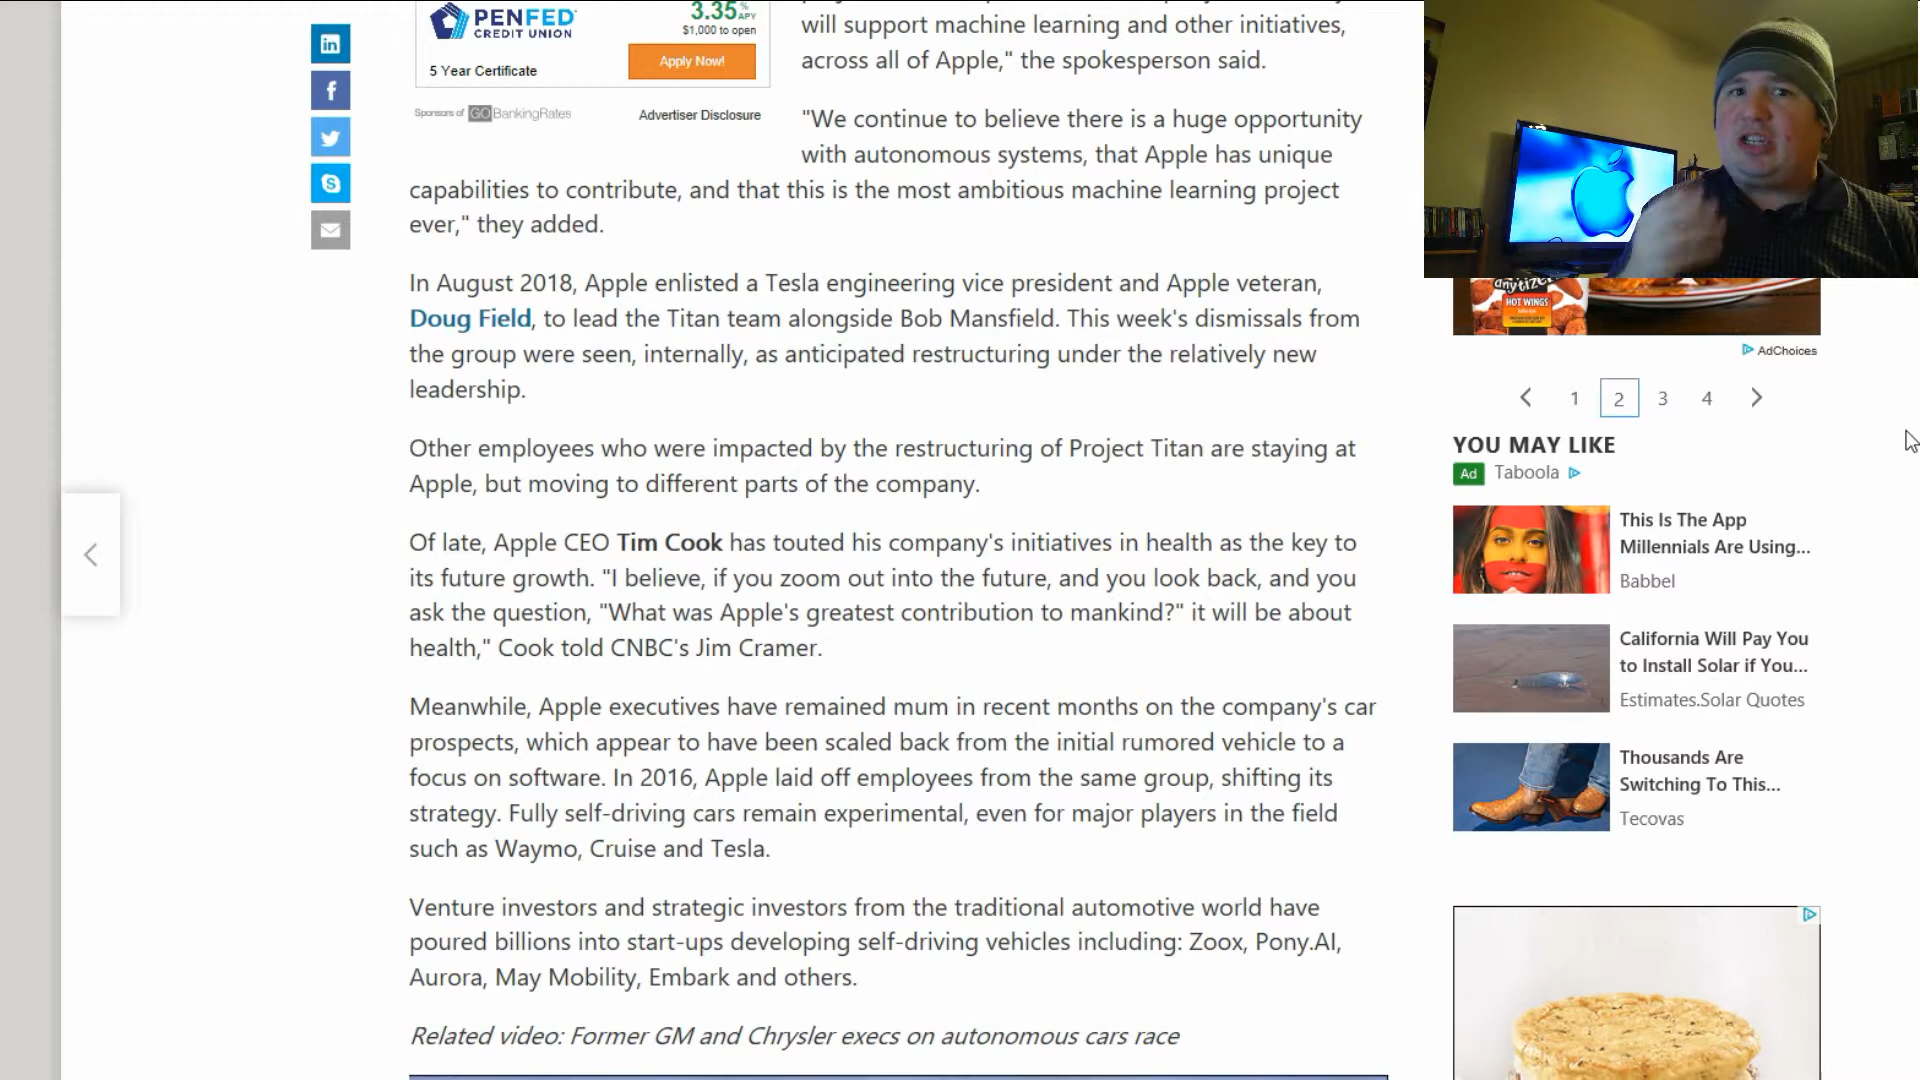 PENFED
CREDIT UNION
3.35% APY
$1,000 to open
5 Year Certificate
Apply Now!
Sponsors of GOBankingRates
Advertiser Disclosure
will support machine learning and other initiatives,
across all of Apple," the spokesperson said.
"We continue to believe there is a huge opportunity
with autonomous systems, that Apple has unique
capabilities to contribute, and that this is the most ambitious machine learning project
ever," they added.
In August 2018, Apple enlisted a Tesla engineering vice president and Apple veteran,
Doug Field, to lead the Titan team alongside Bob Mansfield. This week's dismissals from
the group were seen, internally, as anticipated restructuring under the relatively new
leadership.
Other employees who were impacted by the restructuring of Project Titan are staying at
Apple, but moving to different parts of the company.
Of late, Apple CEO Tim Cook has touted his company's initiatives in health as the key to
its future growth. "I believe, if you zoom out into the future, and you look back, and you
ask the question, "What was Apple's greatest contribution to mankind?" it will be about
health," Cook told CNBC's Jim Cramer.
Meanwhile, Apple executives have remained mum in recent months on the company's car
prospects, which appear to have been scaled back from the initial rumored vehicle to a
focus on software. In 2016, Apple laid off employees from the same group, shifting its
strategy. Fully self-driving cars remain experimental, even for major players in the field
such as Waymo, Cruise and Tesla.
Venture investors and strategic investors from the traditional automotive world have
poured billions into start-ups developing self-driving vehicles including: Zoox, Pony.AI,
Aurora, May Mobility, Embark and others.
Related video: Former GM and Chrysler execs on autonomous cars race
HOT WINGS
AdChoices
1 2 3 4
YOU MAY LIKE
Ad Taboola
This Is The App
Millennials Are Using...
Babbel
California Will Pay You
to Install Solar if You...
Estimates.Solar Quotes
Thousands Are
Switching To This...
Tecovas